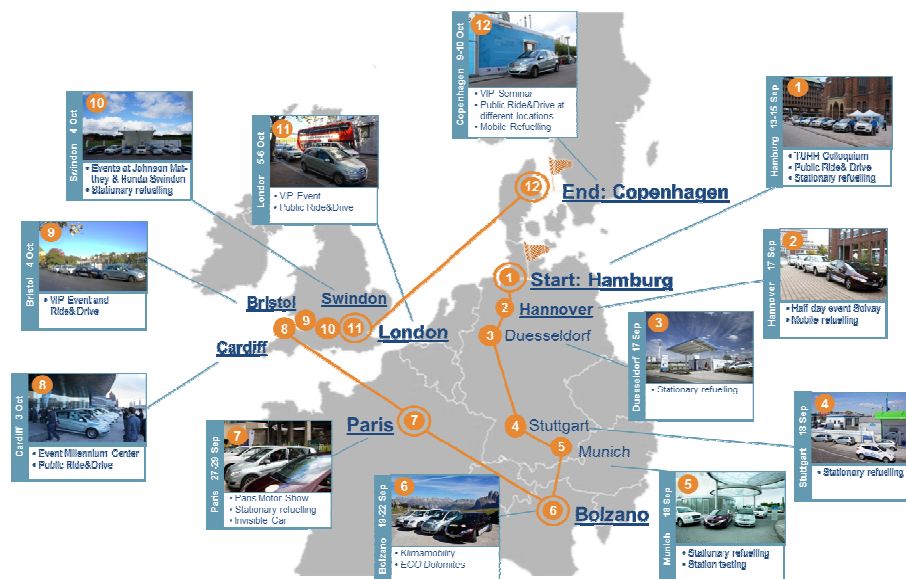 12
Copenhagen 9-10 Oct
• VIP Seminar
• Public Ride&Drive at
different locations
• Mobile Refuelling
10
Swindon 4 Oct
• Events at Johnson Mat-
they & Honda Swindon
• Stationary refuelling
11
London 5-6 Oct
• VIP Event
• Public Ride&Drive
1
Hamburg 13-15 Sep
• TUHH Colloquium
• Public Ride& Drive
• Stationary refuelling
9
Bristol 4 Oct
• VIP Event and
Ride&Drive
2
Hannover 17 Sep
• Half day event Solvay
• Mobile refuelling
12
End: Copenhagen
1
Start: Hamburg
2
Hannover
3
Duesseldorf
Bristol
Swindon
8
9
10
11
London
Cardiff
3
Duesseldorf 17 Sep
• Stationary refuelling
8
Cardiff 3 Oct
• Event Millennium Center
• Public Ride&Drive
Paris
7
4
Stuttgart
5
Munich
6
Bolzano
4
Stuttgart 18 Sep
• Stationary refuelling
7
Paris 27-29 Sep
• Paris Motor Show
• Stationary refuelling
• Invisible Car
6
Bolzano 19-22 Sep
• Klimamobility
• ECO Dolomites
5
Munich 18 Sep
• Stationary refuelling
• Station testing